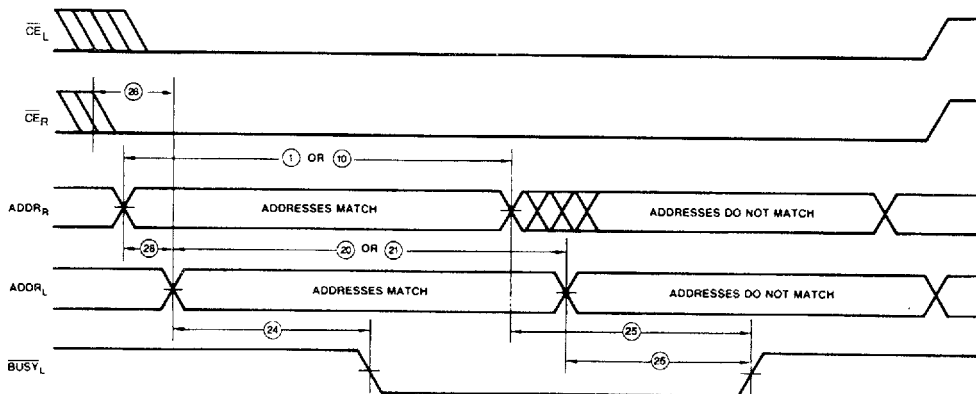 CE_L
28
CE_R
1 OR 10
ADDR_R
ADDRESSES MATCH
ADDRESSES DO NOT MATCH
28
20 OR 21
ADDR_L
ADDRESSES MATCH
ADDRESSES DO NOT MATCH
24
25
26
BUSY_L